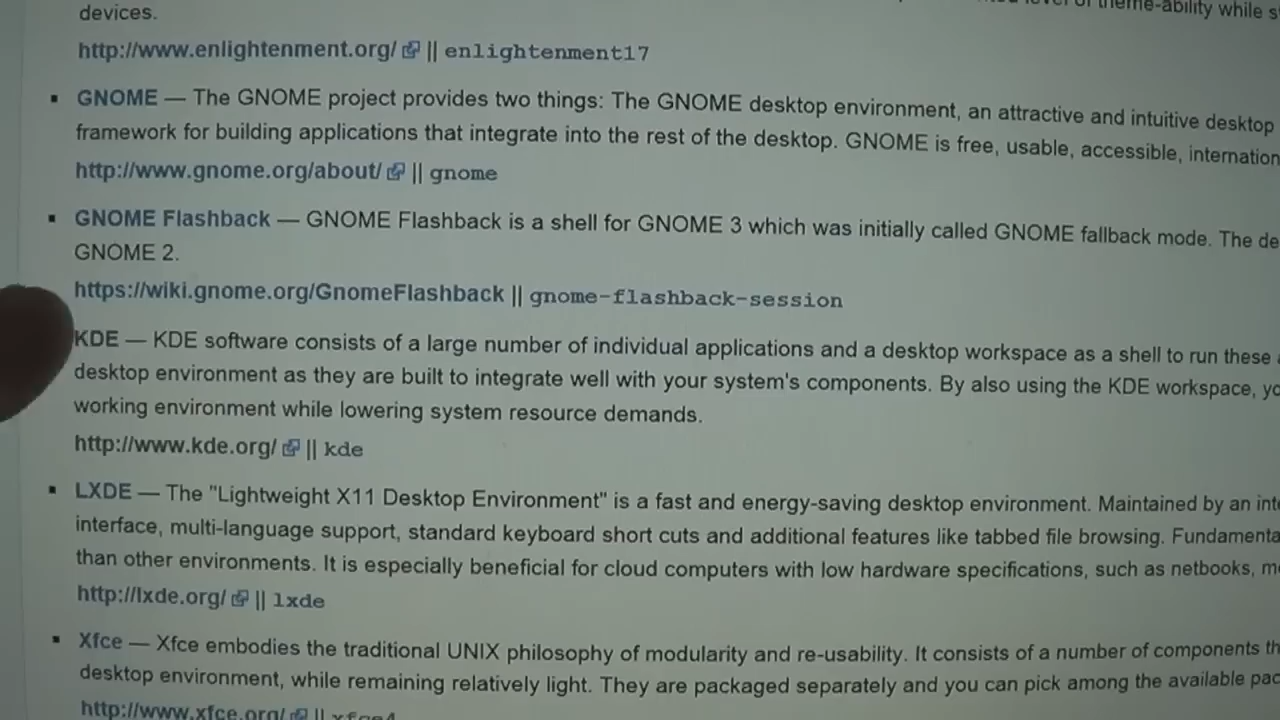 devices.
http://www.enlightenment.org/ || enlightenment17
GNOME — The GNOME project provides two things: The GNOME desktop environment, an attractive and intuitive desktop
framework for building applications that integrate into the rest of the desktop. GNOME is free, usable, accessible, internation
http://www.gnome.org/about/ || gnome
GNOME Flashback — GNOME Flashback is a shell for GNOME 3 which was initially called GNOME fallback mode. The de
GNOME 2.
https://wiki.gnome.org/GnomeFlashback || gnome-flashback-session
KDE — KDE software consists of a large number of individual applications and a desktop workspace as a shell to run these
desktop environment as they are built to integrate well with your system's components. By also using the KDE workspace, yo
working environment while lowering system resource demands.
http://www.kde.org/ || kde
LXDE — The "Lightweight X11 Desktop Environment" is a fast and energy-saving desktop environment. Maintained by an inte
interface, multi-language support, standard keyboard short cuts and additional features like tabbed file browsing. Fundamenta
than other environments. It is especially beneficial for cloud computers with low hardware specifications, such as netbooks, m
http://lxde.org/ || lxde
Xfce — Xfce embodies the traditional UNIX philosophy of modularity and re-usability. It consists of a number of components th
desktop environment, while remaining relatively light. They are packaged separately and you can pick among the available pac
http://www.xfce.org/ || xfce4